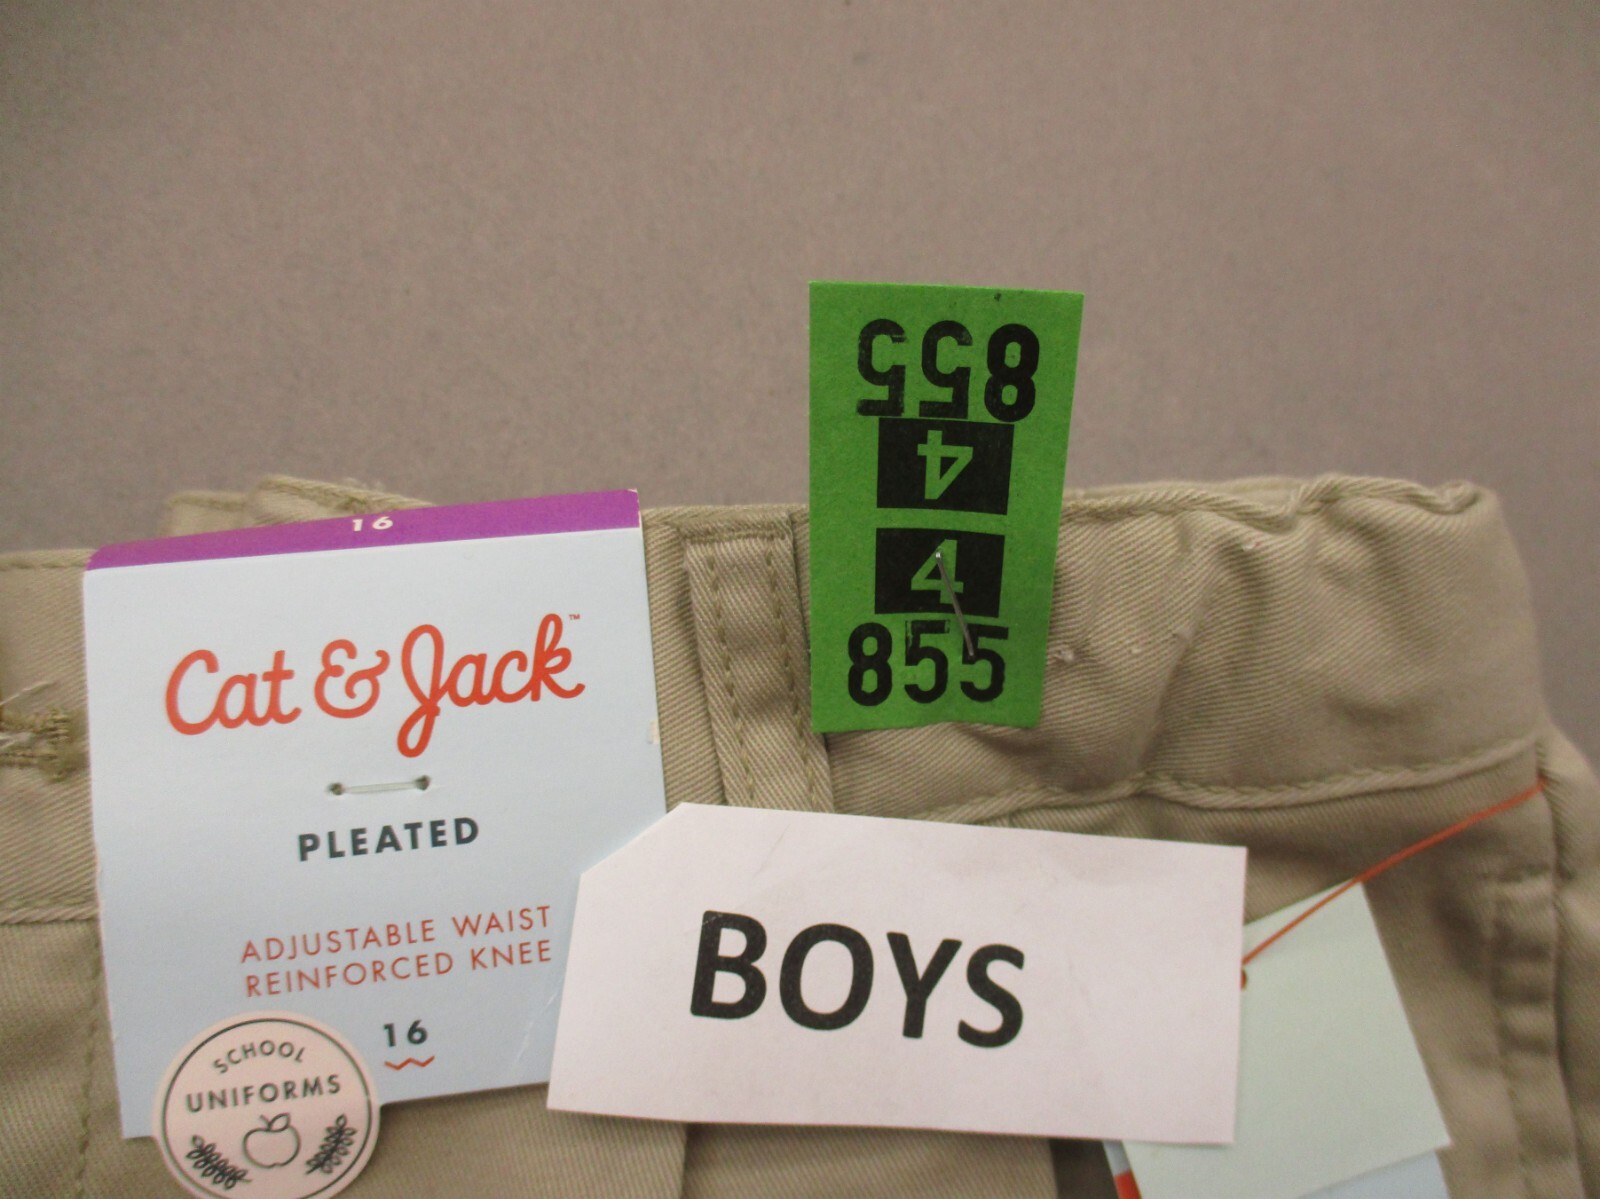 16
Cat & Jack™
PLEATED
ADJUSTABLE WAIST
REINFORCED KNEE
16
SCHOOL
UNIFORMS
855
4
4
855
BOYS